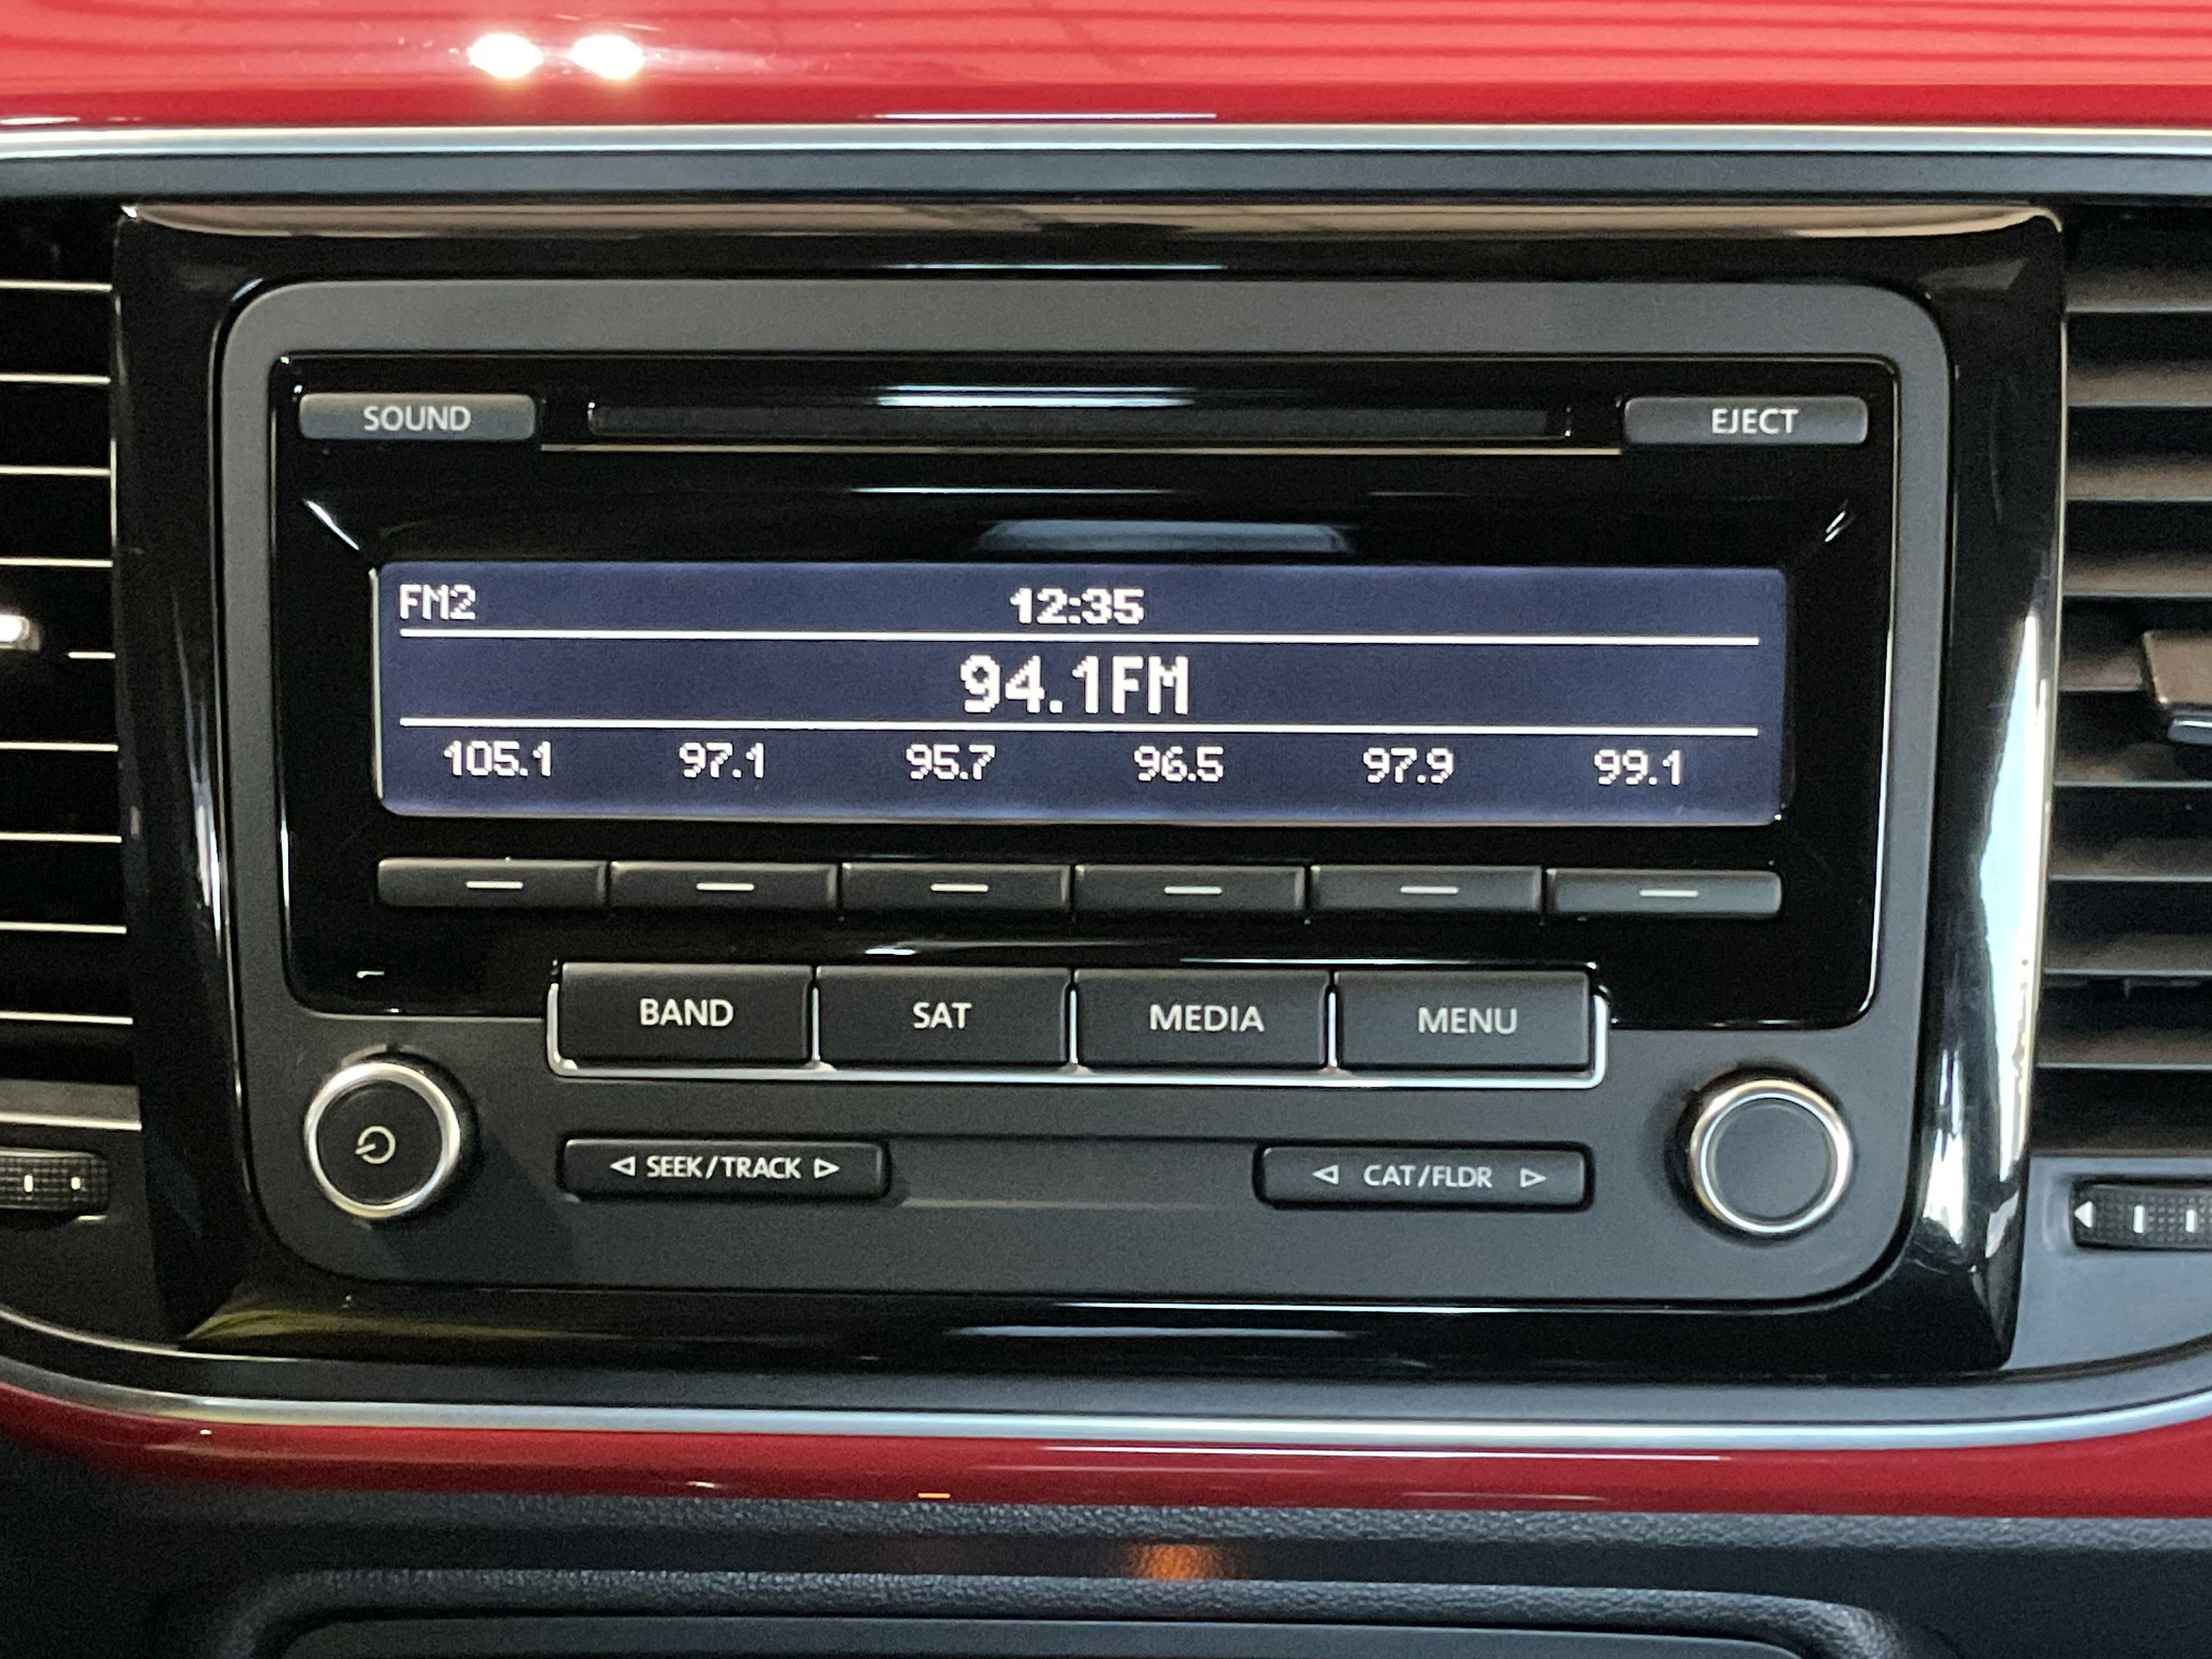 SOUND EJECT
FM2 12:35
94.1FM
105.1 97.1 95.7 96.5 97.9 99.1
BAND SAT MEDIA MENU
SEEK/TRACK CAT/FLDR